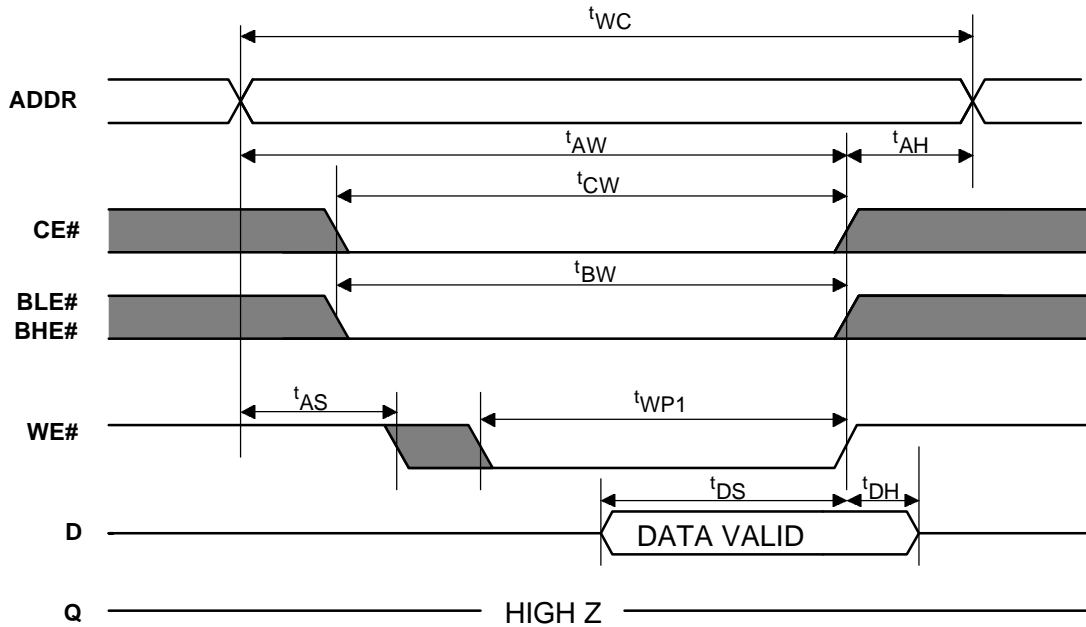 tWC
ADDR
tAW
tAH
tCW
CE#
tBW
BLE#
BHE#
tAS
tWP1
WE#
tDS
tDH
D
DATA VALID
Q
HIGH Z